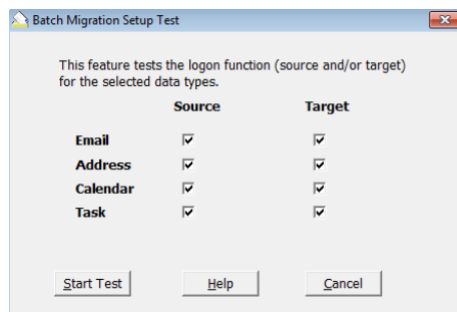 Batch Migration Setup Test
This feature tests the logon function (source and/or target)
for the selected data types.
Source Target
Email
Address
Calendar
Task
Start Test Help Cancel